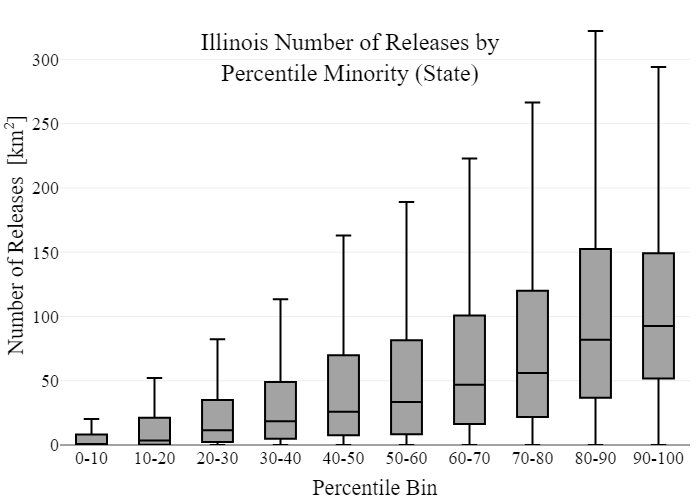 Illinois Number of Releases by
Percentile Minority (State)
Number of Releases [km²]
300
250
200
150
100
50
0
0-10 10-20 20-30 30-40 40-50 50-60 60-70 70-80 80-90 90-100
Percentile Bin